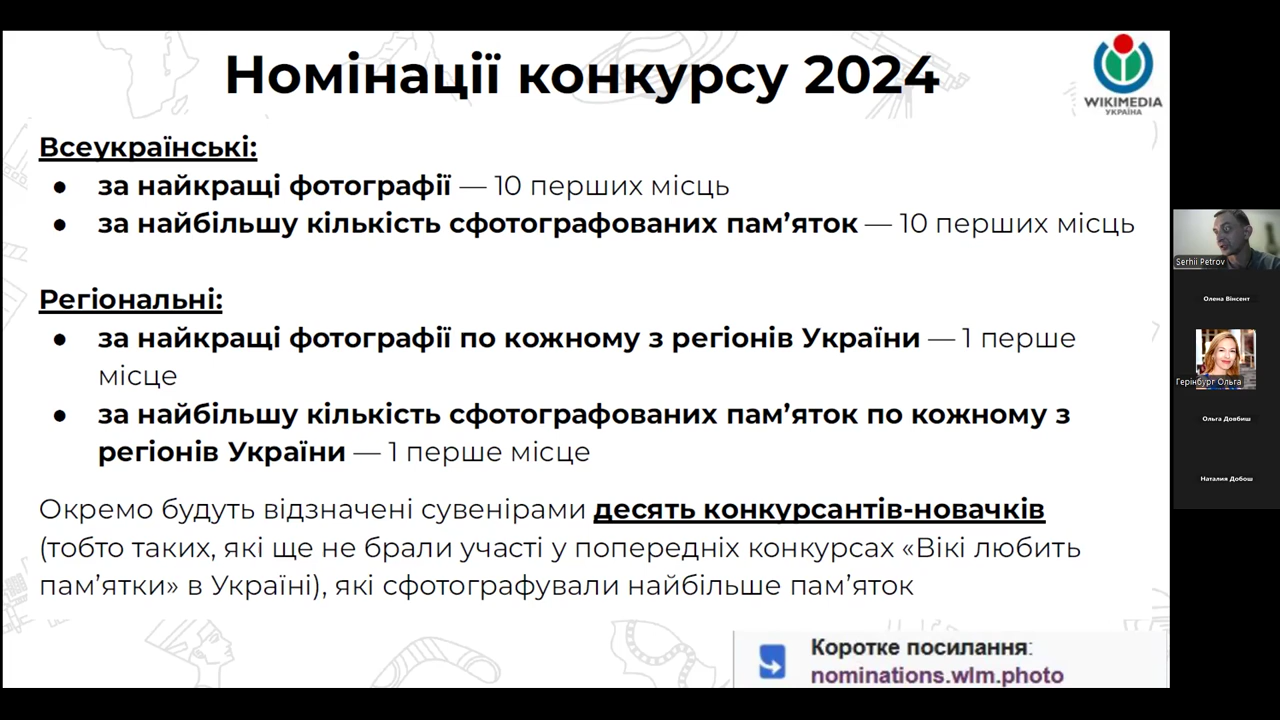 Номінації конкурсу 2024
WIKIMEDIA
УКРАЇНА
Всеукраїнські:
● за найкращі фотографії — 10 перших місць
● за найбільшу кількість сфотографованих пам’яток — 10 перших місць
Регіональні:
● за найкращі фотографії по кожному з регіонів України — 1 перше
місце
● за найбільшу кількість сфотографованих пам’яток по кожному з
регіонів України — 1 перше місце
Окремо будуть відзначені сувенірами десять конкурсантів-новачків
(тобто таких, які ще не брали участі у попередніх конкурсах «Вікі любить
пам’ятки» в Україні), які сфотографували найбільше пам’яток
Коротке посилання:
nominations.wlm.photo
Serhii Petrov
Олена Вінсент
Герінбург Ольга
Ольга Довбиш
Наталия Добош